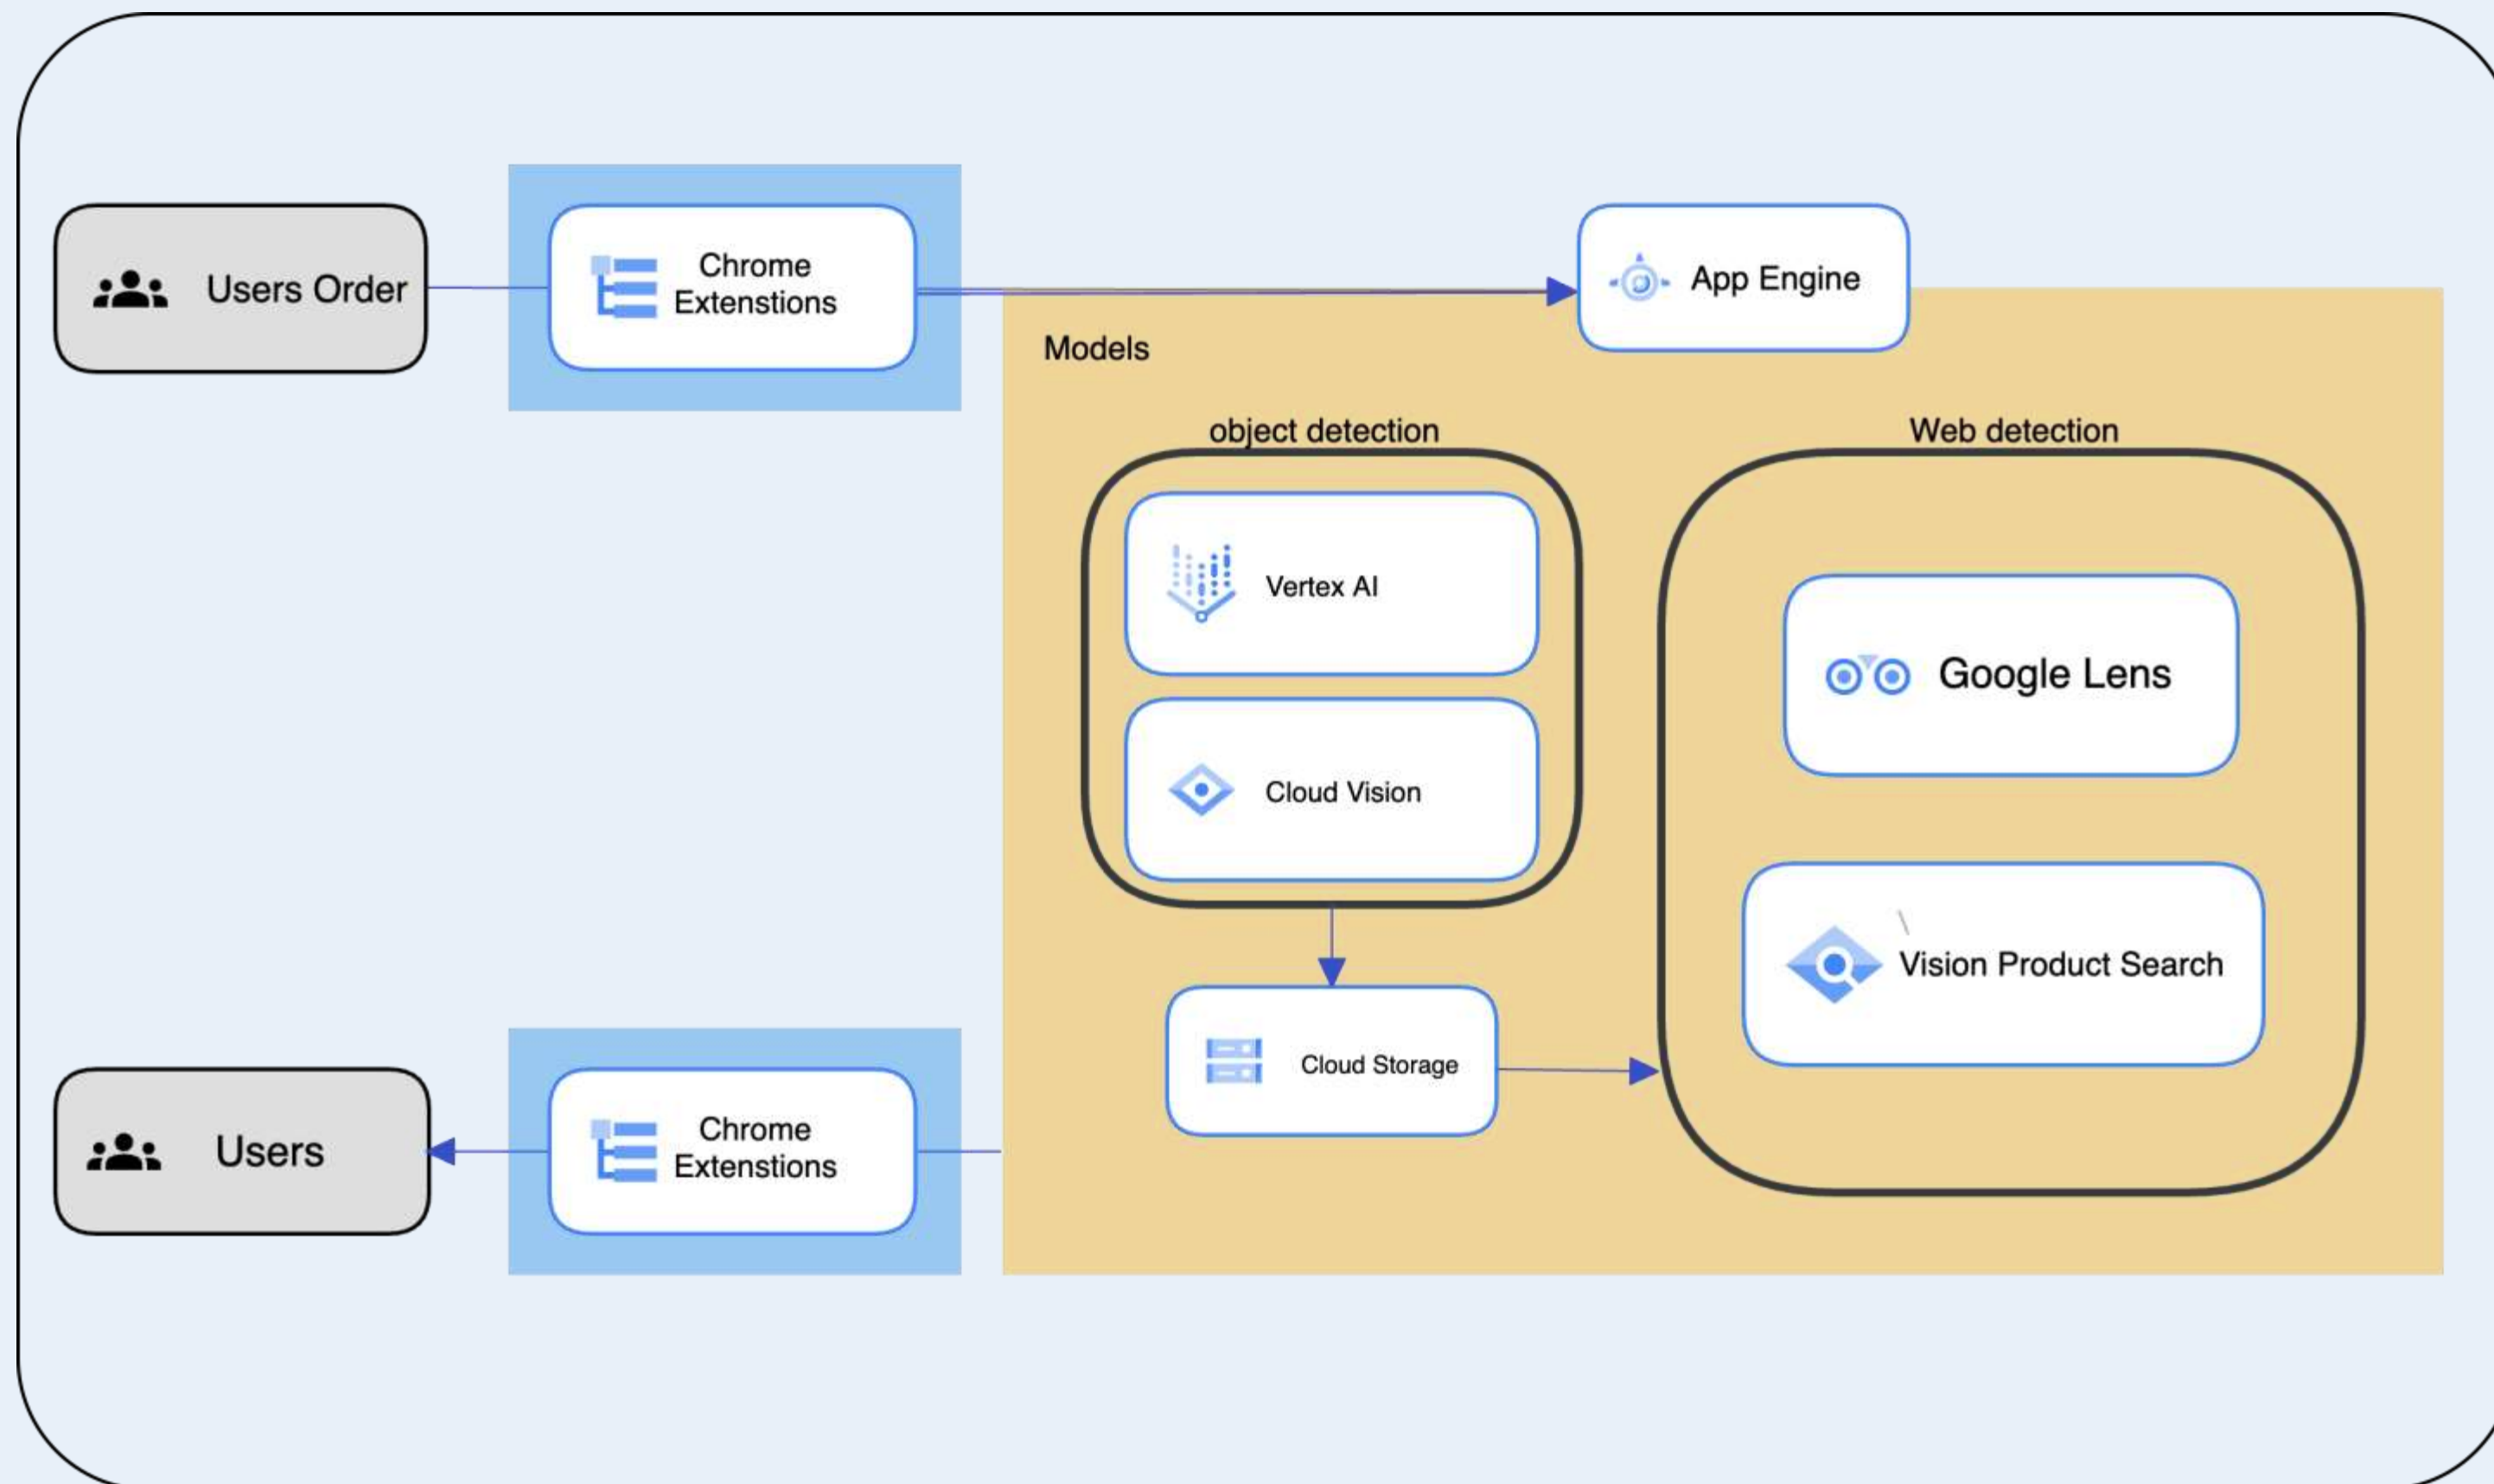 Users Order
Chrome
Extenstions
App Engine
Models
object detection
Web detection
Vertex AI
Google Lens
Cloud Vision
\
Vision Product Search
Cloud Storage
Users
Chrome
Extenstions